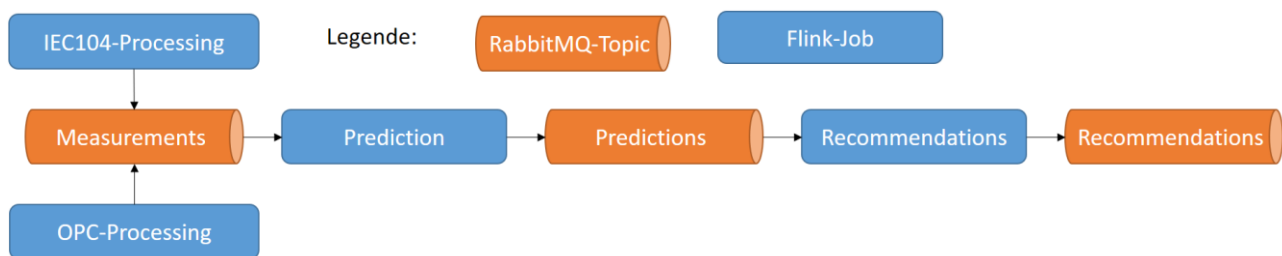 IEC104-Processing
Legende:
RabbitMQ-Topic
Flink-Job
Measurements
Prediction
Predictions
Recommendations
Recommendations
OPC-Processing